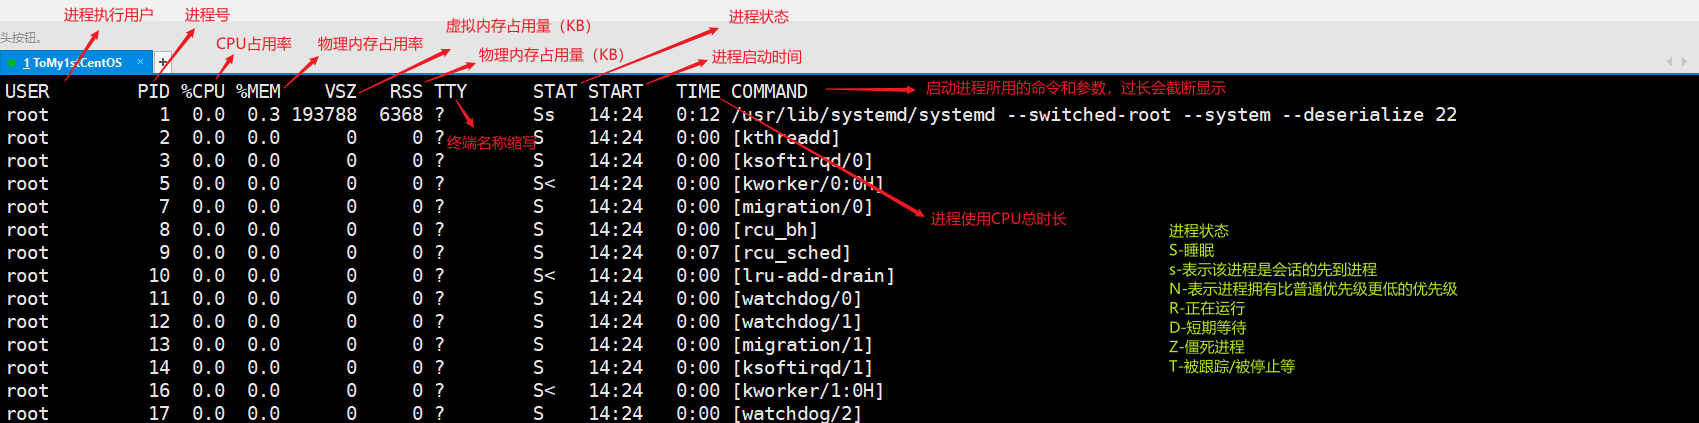 进程执行用户
进程号
进程状态
虚拟内存占用量（KB）
头按钮。
CPU占用率
物理内存占用率
物理内存占用量（KB）
进程启动时间
1 ToMy1stCentOS × +
启动进程所用的命令和参数，过长会截断显示
USER PID %CPU %MEM VSZ RSS TTY STAT START TIME COMMAND
root 1 0.0 0.3 193788 6368 ? Ss 14:24 0:12 /usr/lib/systemd/systemd --switched-root --system --deserialize 22
root 2 0.0 0.0 0 0 ? S 14:24 0:00 [kthreadd]
终端名称缩写
root 3 0.0 0.0 0 0 ? S 14:24 0:00 [ksoftirqd/0]
root 5 0.0 0.0 0 0 ? S< 14:24 0:00 [kworker/0:0H]
root 7 0.0 0.0 0 0 ? S 14:24 0:00 [migration/0]
进程使用CPU总时长
root 8 0.0 0.0 0 0 ? S 14:24 0:00 [rcu_bh]
root 9 0.0 0.0 0 0 ? S 14:24 0:07 [rcu_sched]
root 10 0.0 0.0 0 0 ? S< 14:24 0:00 [lru-add-drain]
root 11 0.0 0.0 0 0 ? S 14:24 0:00 [watchdog/0]
root 12 0.0 0.0 0 0 ? S 14:24 0:00 [watchdog/1]
root 13 0.0 0.0 0 0 ? S 14:24 0:00 [migration/1]
root 14 0.0 0.0 0 0 ? S 14:24 0:00 [ksoftirqd/1]
root 16 0.0 0.0 0 0 ? S< 14:24 0:00 [kworker/1:0H]
root 17 0.0 0.0 0 0 ? S 14:24 0:00 [watchdog/2]
进程状态
S-睡眠
s-表示该进程是会话的先到进程
N-表示进程拥有比普通优先级更低的优先级
R-正在运行
D-短期等待
Z-僵死进程
T-被跟踪/被停止等